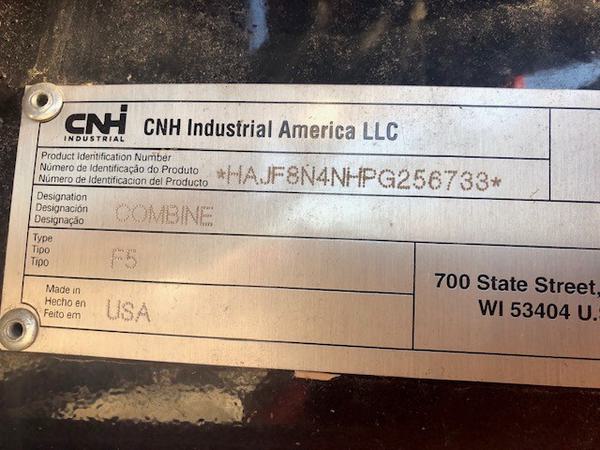 CNH
INDUSTRIAL
CNH Industrial America LLC
Product Identification Number
Número de Identificação do Produto
Número de Identificacion del Producto
*HAJF8N4NHPG256733*
Designation
Designación
Designação
COMBINE
Type
Tipo
Tipo
F5
Made in
Hecho en
Feito em
USA
700 State Street,
WI 53404 U.S